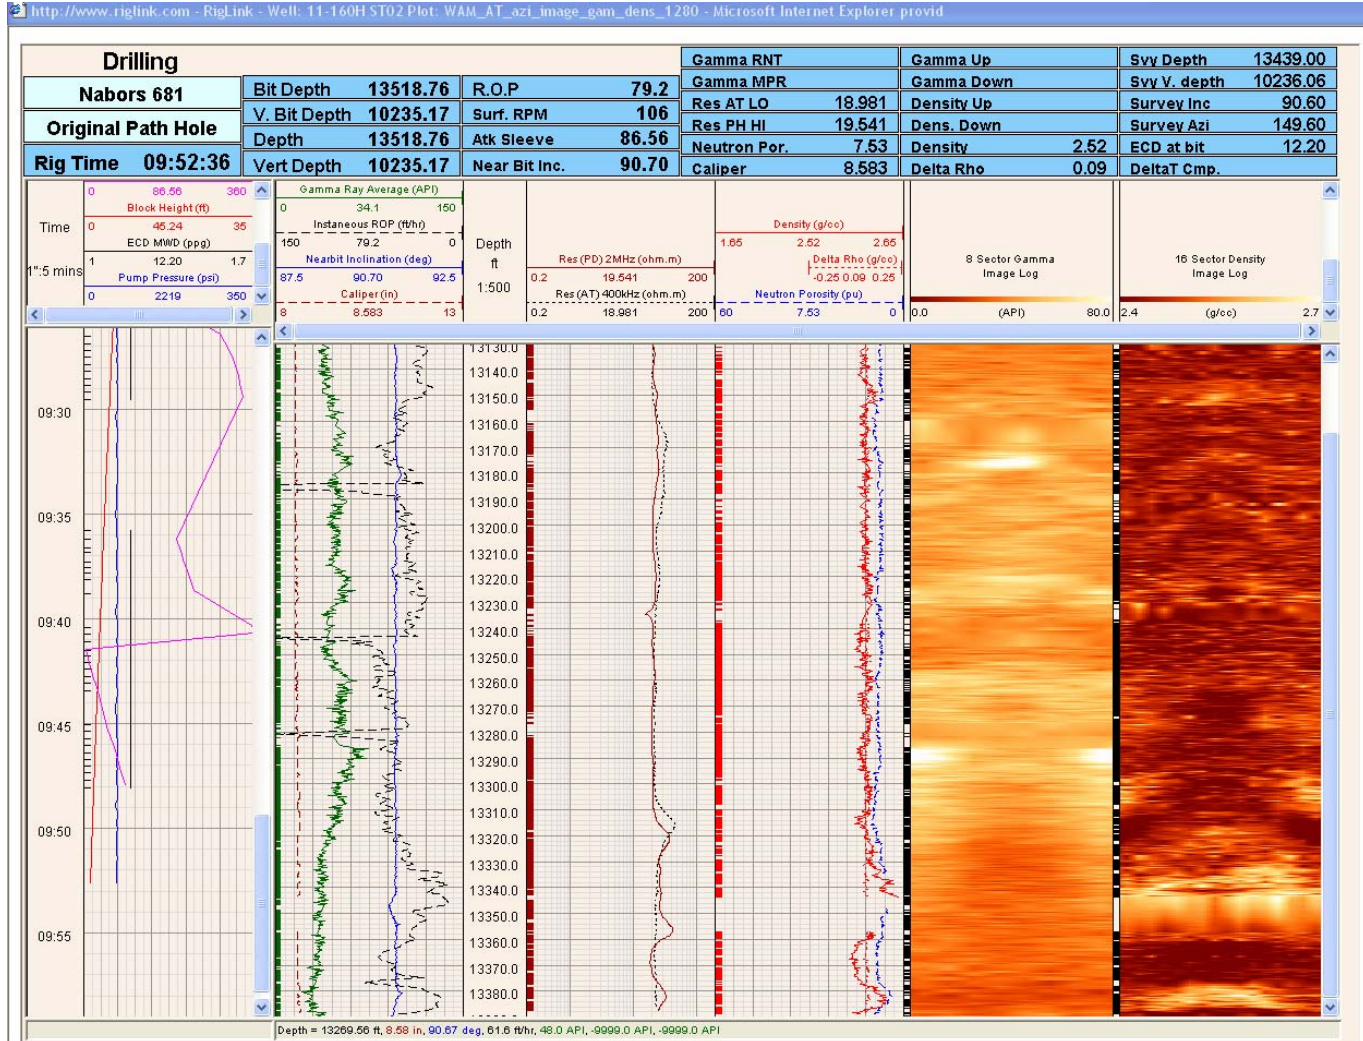 http://www.riglink.com - RigLink - Well: 11-160H ST02 Plot: WAM_AT_azi_image_gam_dens_1280 - Microsoft Internet Explorer provid
Drilling
Nabors 681
Original Path Hole
Rig Time 09:52:36
Bit Depth 13518.76
V. Bit Depth 10235.17
Depth 13518.76
Vert Depth 10235.17
R.O.P 79.2
Surf. RPM 106
Atk Sleeve 86.56
Near Bit Inc. 90.70
Gamma RNT
Gamma MPR
Res AT LO 18.981
Res PH HI 19.541
Neutron Por. 7.53
Caliper 8.583
Gamma Up
Gamma Down
Density Up
Dens. Down
Density 2.52
Delta Rho 0.09
Svy Depth 13439.00
Svy V. depth 10236.06
Survey Inc 90.60
Survey Azi 149.60
ECD at bit 12.20
DeltaT Cmp.
Time
1":5 mins
0 86.56 360
Block Height (ft)
0 45.24 35
ECD MWD (ppg)
1 12.20 1.7
Pump Pressure (psi)
0 2219 350
Gamma Ray Average (API)
0 34.1 150
Instaneous ROP (ft/hr)
150 79.2 0
Nearbit Inclination (deg)
87.5 90.70 92.5
Caliper (in)
8 8.583 13
Depth
ft
1:500
Res (PD) 2MHz (ohm.m)
0.2 19.541 200
Res (AT) 400kHz (ohm.m)
0.2 18.981 200
Density (g/cc)
1.65 2.52 2.65
Delta Rho (g/cc)
-0.25 0.09 0.25
Neutron Porosity (pu)
60 7.53 0
8 Sector Gamma
Image Log
0.0 (API) 80.0
16 Sector Density
Image Log
2.4 (g/cc) 2.7
09:30
09:35
09:40
09:45
09:50
09:55
13130.0
13140.0
13150.0
13160.0
13170.0
13180.0
13190.0
13200.0
13210.0
13220.0
13230.0
13240.0
13250.0
13260.0
13270.0
13280.0
13290.0
13300.0
13310.0
13320.0
13330.0
13340.0
13350.0
13360.0
13370.0
13380.0
Depth = 13269.56 ft, 8.58 in, 90.67 deg, 61.6 ft/hr, 48.0 API, -9999.0 API, -9999.0 API